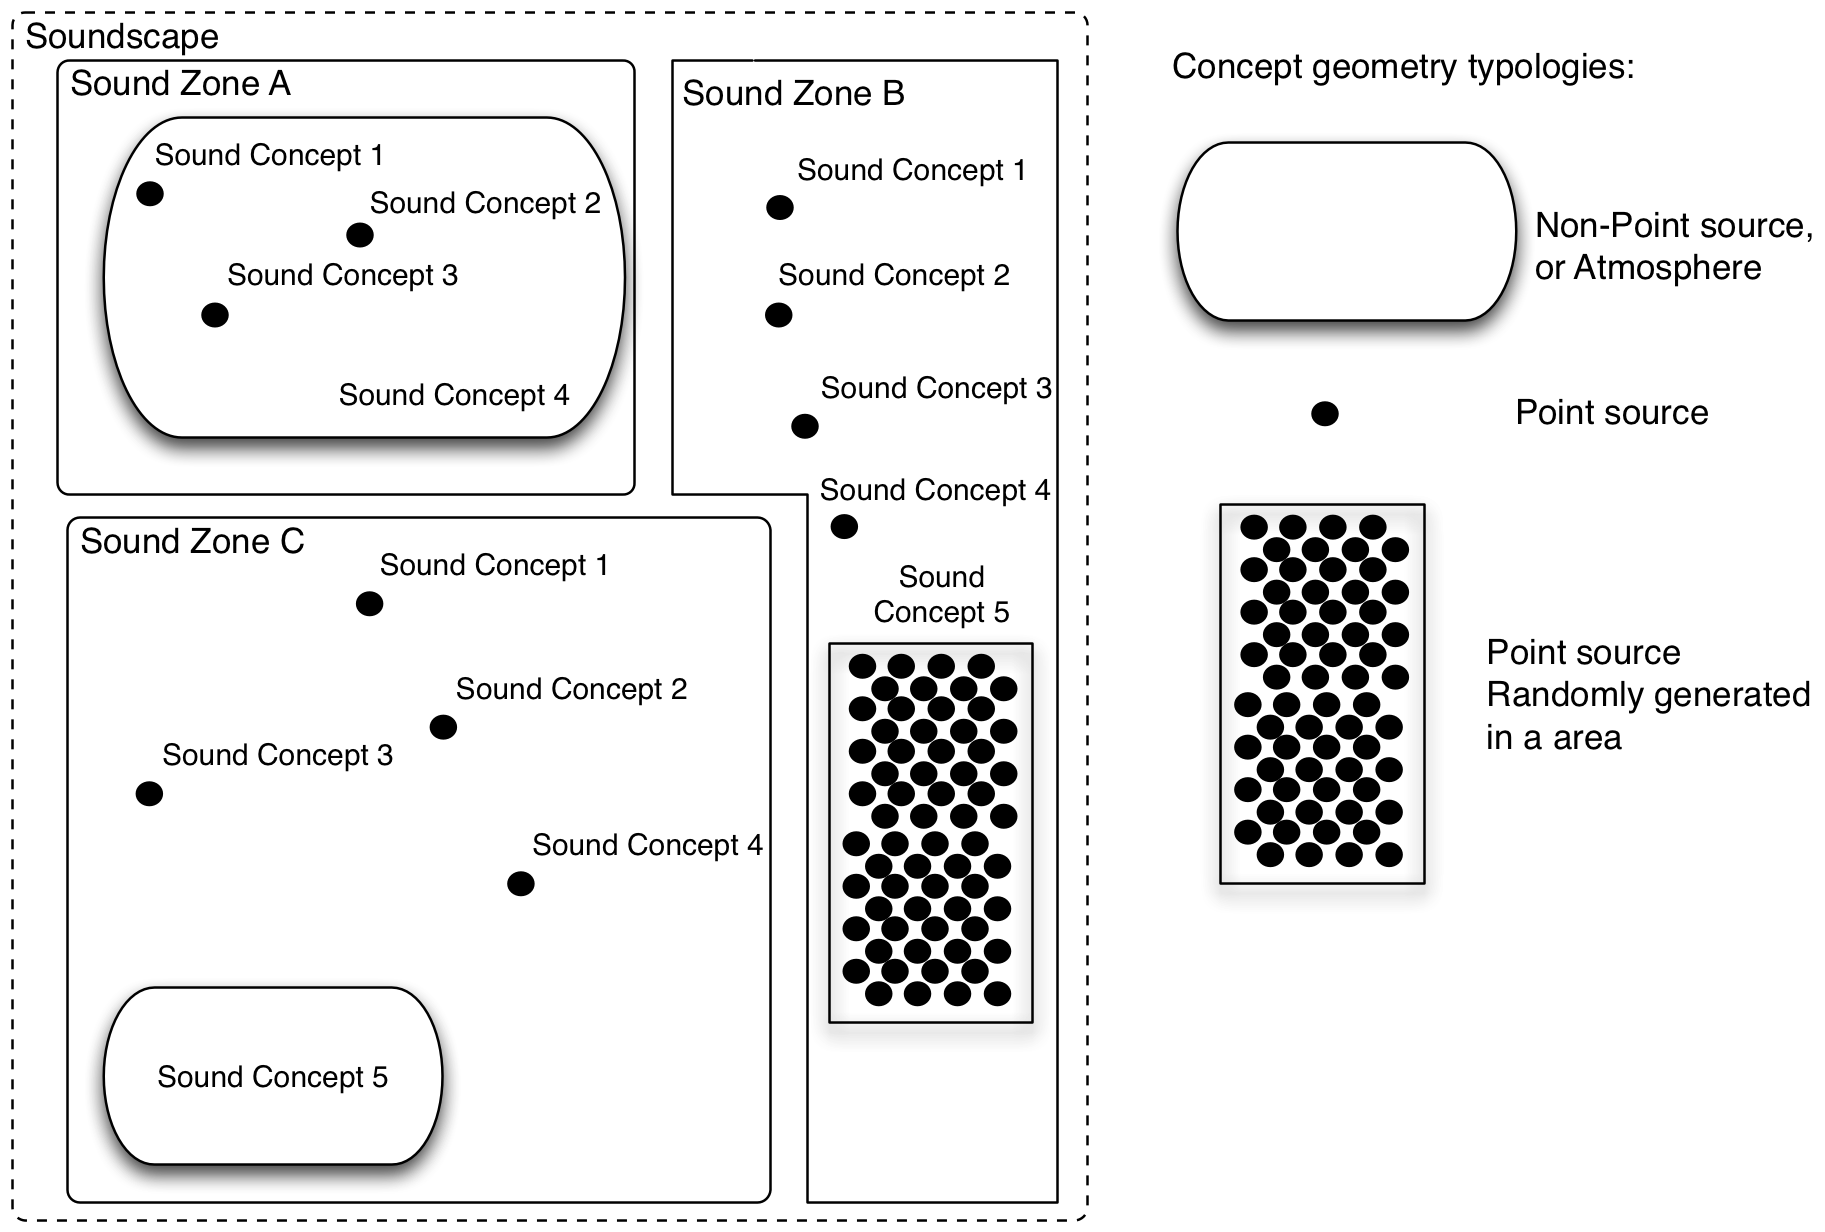 Soundscape
Sound Zone A
Sound Concept 1
Sound Concept 2
Sound Concept 3
Sound Concept 4
Sound Zone B
Sound Concept 1
Sound Concept 2
Sound Concept 3
Sound Concept 4
Sound
Concept 5
Sound Zone C
Sound Concept 1
Sound Concept 2
Sound Concept 3
Sound Concept 4
Sound Concept 5
Concept geometry typologies:
Non-Point source,
or Atmosphere
Point source
Point source
Randomly generated
in a area